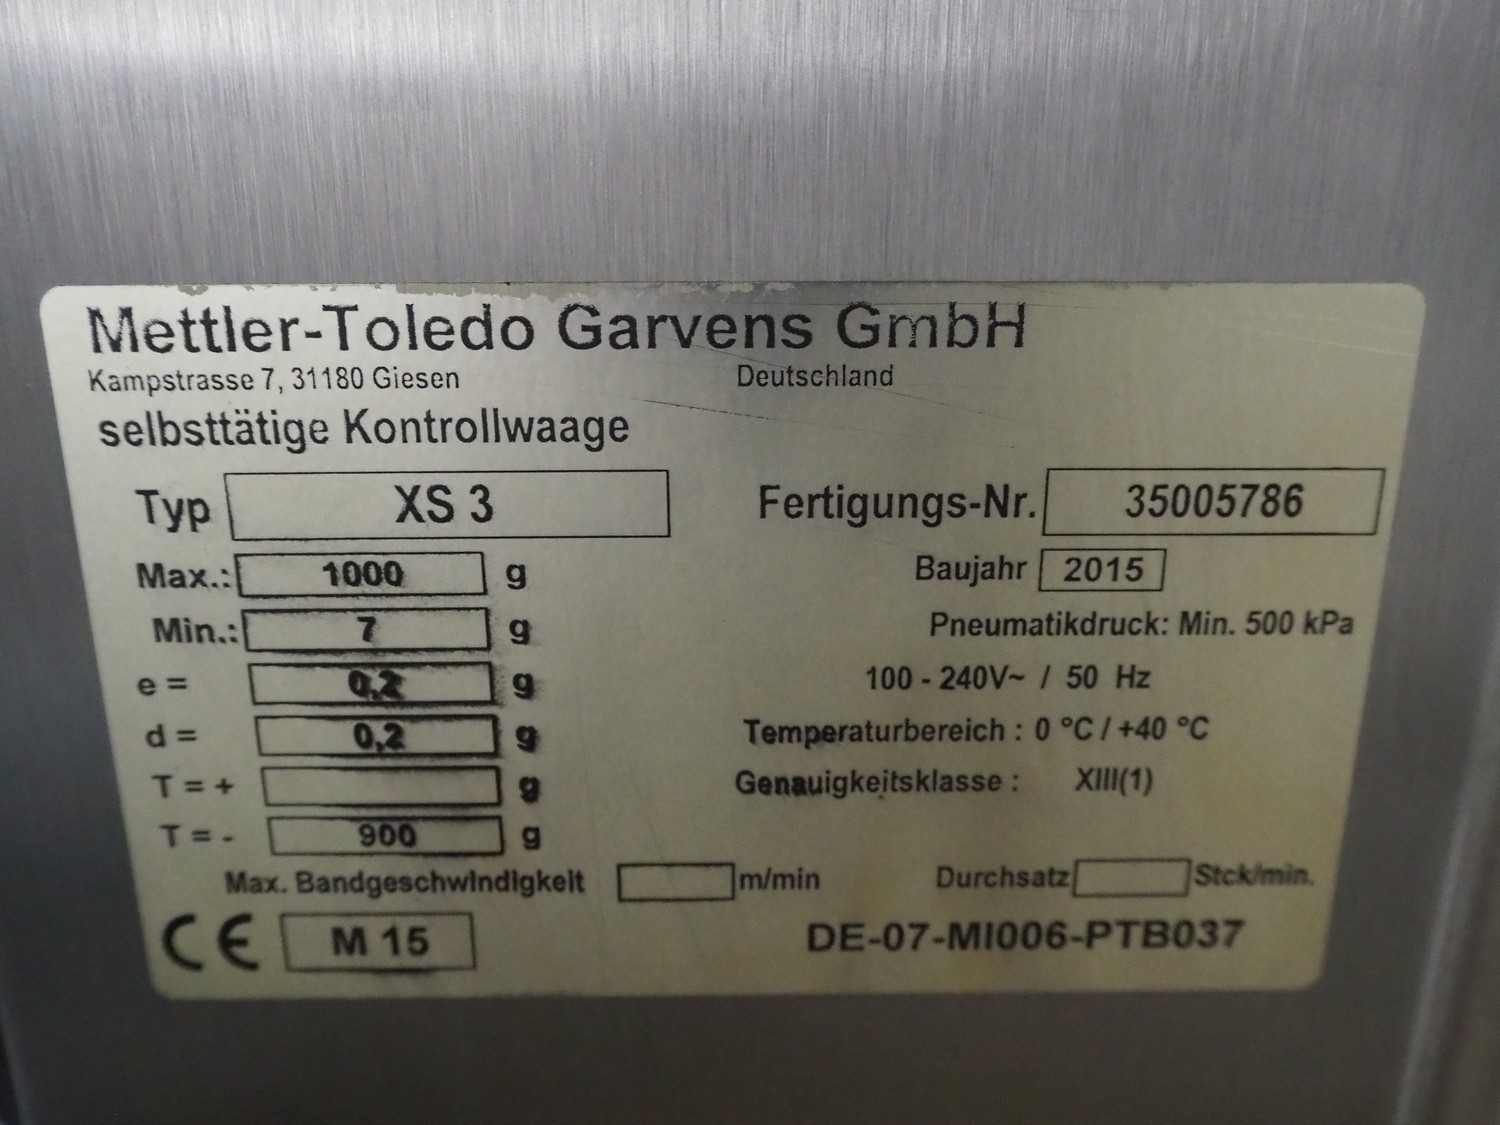 Mettler-Toledo Garvens GmbH
Kampstrasse 7, 31180 Giesen Deutschland
selbsttätige Kontrollwaage
Typ XS 3 Fertigungs-Nr. 35005786
Max.: 1000 g Baujahr 2015
Min.: 7 g Pneumatikdruck: Min. 500 kPa
e = 0,2 g 100 - 240V~ / 50 Hz
d = 0,2 g Temperaturbereich : 0 °C / +40 °C
T = + g Genauigkeitsklasse : XIII(1)
T = - 900 g
Max. Bandgeschwindigkeit m/min Durchsatz Stck/min.
CE M 15 DE-07-MI006-PTB037